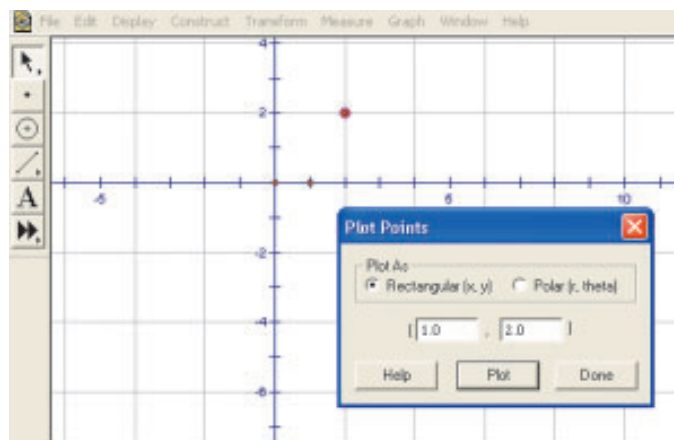 File Edit Display Construct Transform Measure Graph Window Help
4
2
-5 5 10
-2
-4
-6
A
Plot Points
Plot As
Rectangular (x, y) Polar (r, theta)
( 1.0 , 2.0 )
Help Plot Done